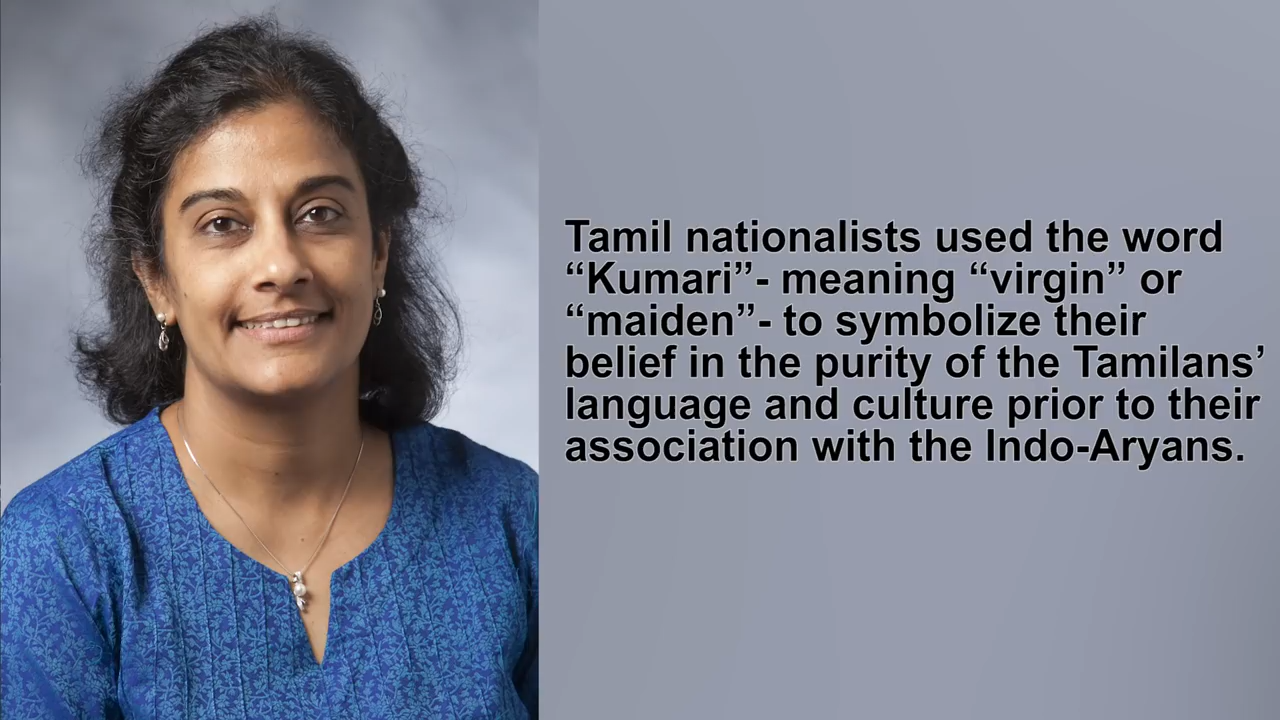 Tamil nationalists used the word
“Kumari”- meaning “virgin” or
“maiden”- to symbolize their
belief in the purity of the Tamilans’
language and culture prior to their
association with the Indo-Aryans.